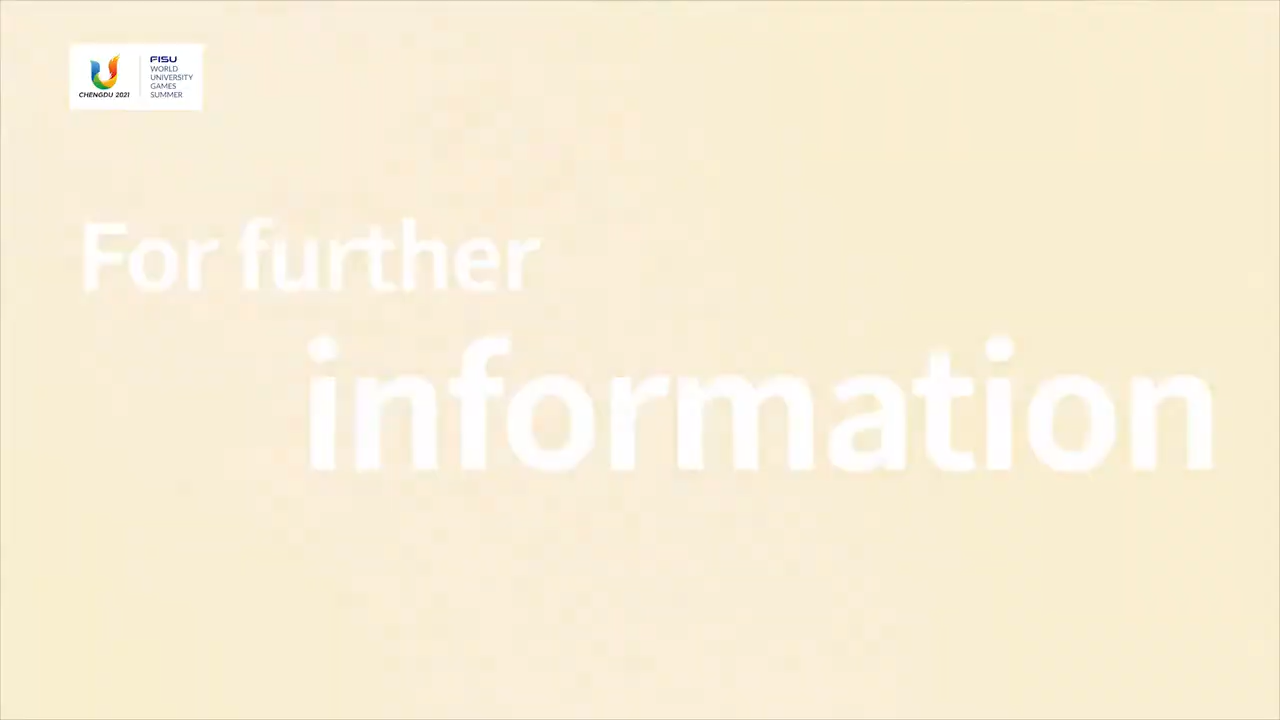 CHENGDU 2021
FISU
WORLD
UNIVERSITY
GAMES
SUMMER
For further
information